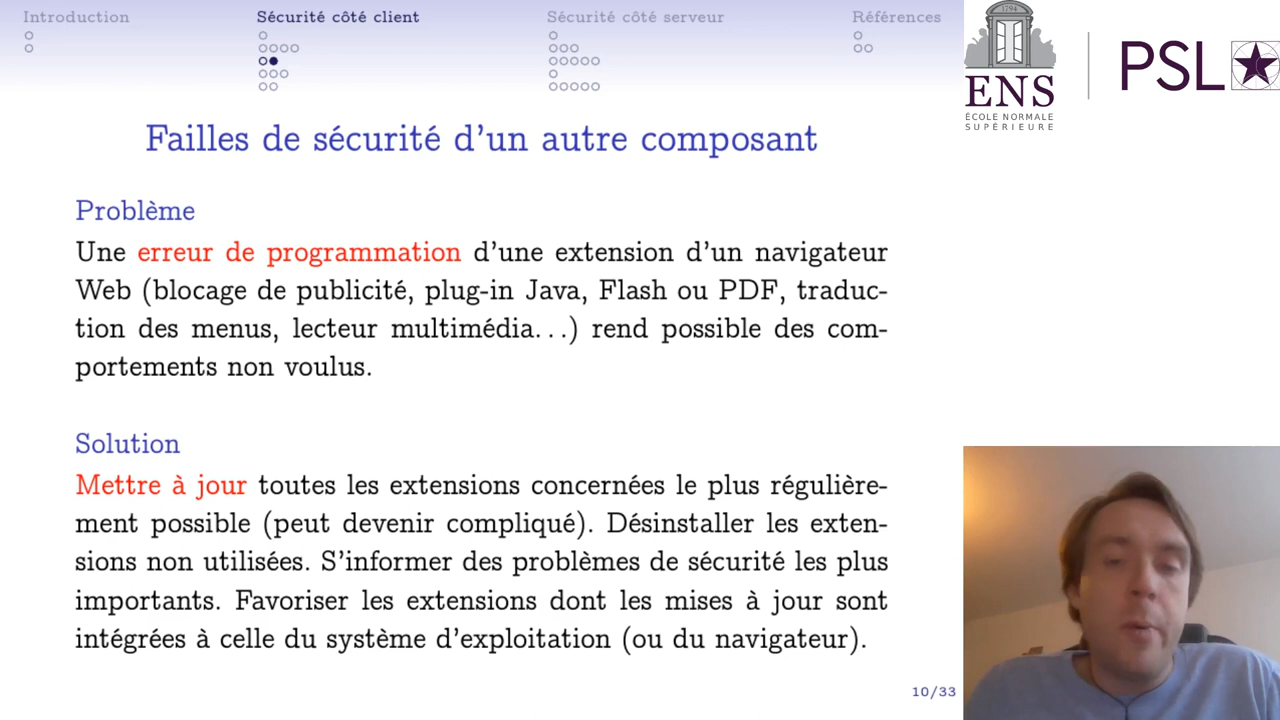 Introduction
Sécurité côté client
Sécurité côté serveur
Références
1794
ENS
ÉCOLE NORMALE
SUPÉRIEURE
PSL
Failles de sécurité d'un autre composant
Problème
Une erreur de programmation d'une extension d'un navigateur
Web (blocage de publicité, plug-in Java, Flash ou PDF, traduc-
tion des menus, lecteur multimédia...) rend possible des com-
portements non voulus.
Solution
Mettre à jour toutes les extensions concernées le plus régulière-
ment possible (peut devenir compliqué). Désinstaller les exten-
sions non utilisées. S'informer des problèmes de sécurité les plus
importants. Favoriser les extensions dont les mises à jour sont
intégrées à celle du système d'exploitation (ou du navigateur).
10/33